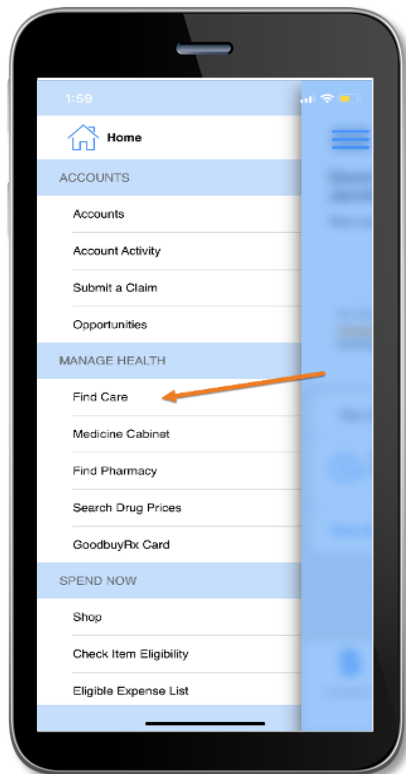 1:59
Home
ACCOUNTS
Accounts
Account Activity
Submit a Claim
Opportunities
MANAGE HEALTH
Find Care
Medicine Cabinet
Find Pharmacy
Search Drug Prices
GoodbuyRx Card
SPEND NOW
Shop
Check Item Eligibility
Eligible Expense List